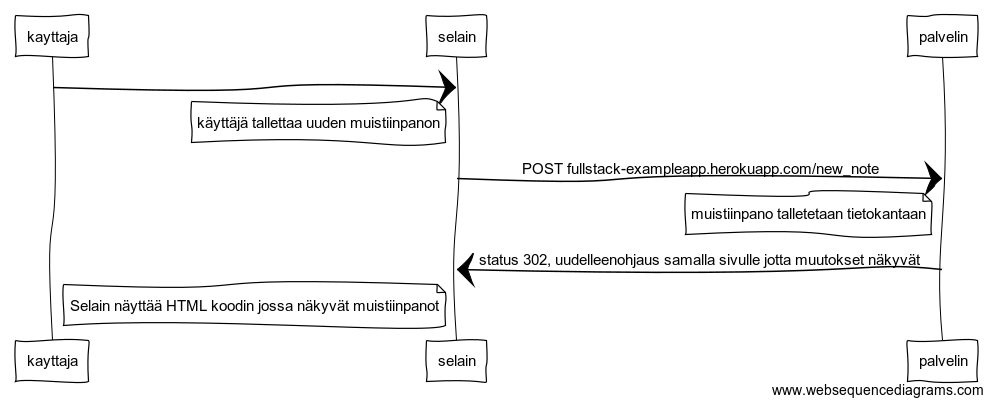 kayttaja
selain
palvelin
käyttäjä tallettaa uuden muistiinpanon
POST fullstack-exampleapp.herokuapp.com/new_note
muistiinpano talletetaan tietokantaan
status 302, uudelleenohjaus samalla sivulle jotta muutokset näkyvät
Selain näyttää HTML koodin jossa näkyvät muistiinpanot
kayttaja
selain
palvelin
www.websequencediagrams.com